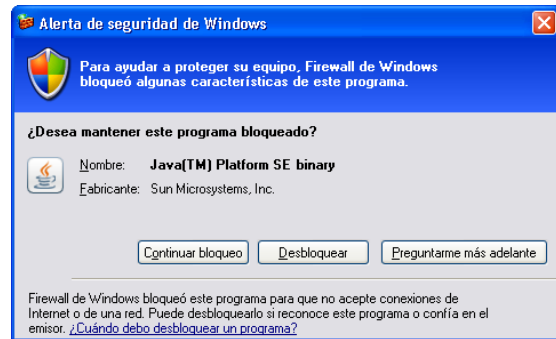 Alerta de seguridad de Windows
Para ayudar a proteger su equipo, Firewall de Windows
bloqueó algunas características de este programa.
¿Desea mantener este programa bloqueado?
Nombre: Java(TM) Platform SE binary
Fabricante: Sun Microsystems, Inc.
Continuar bloqueo Desbloquear Preguntarme más adelante
Firewall de Windows bloqueó este programa para que no acepte conexiones de
Internet o de una red. Puede desbloquearlo si reconoce este programa o confía en el
emisor. ¿Cuándo debo desbloquear un programa?